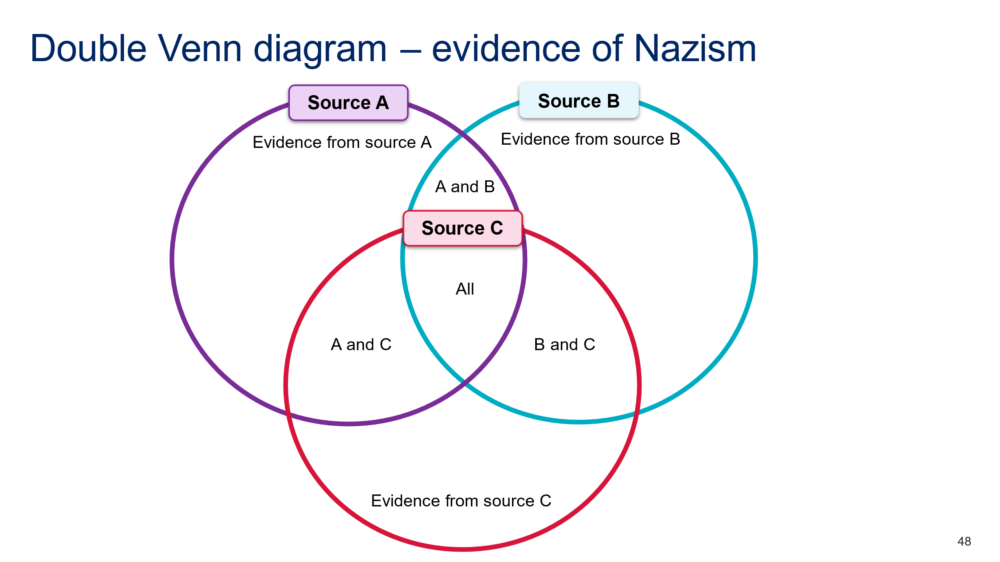 Double Venn diagram – evidence of Nazism
Source A
Source B
Evidence from source A
Evidence from source B
A and B
Source C
All
A and C
B and C
Evidence from source C
48